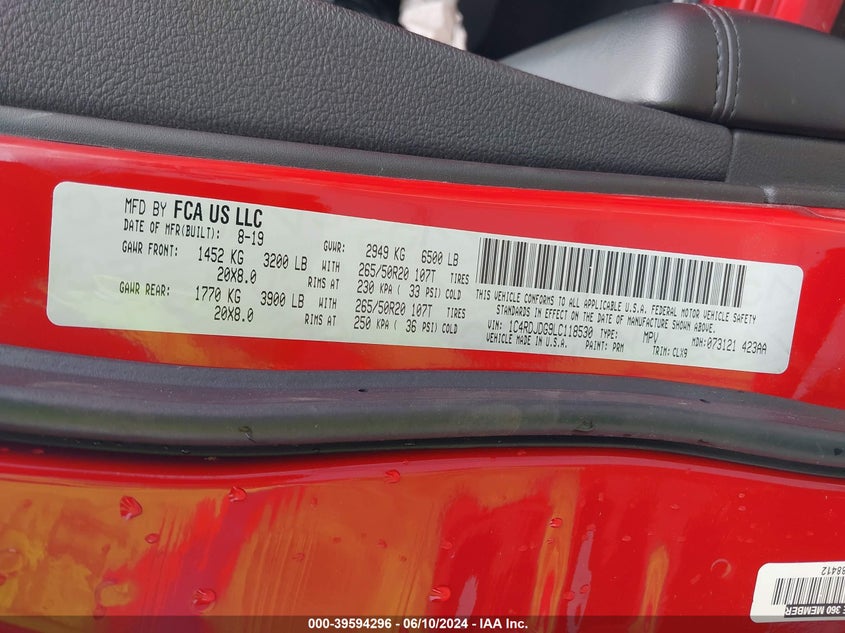 MFD BY FCA US LLC
DATE OF MFR(BUILT): 8-19 GVWR: 2949 KG 6500 LB
GAWR FRONT: 1452 KG 3200 LB WITH 265/50R20 107T TIRES
20X8.0 RIMS AT 230 KPA ( 33 PSI) COLD
GAWR REAR: 1770 KG 3900 LB WITH 265/50R20 107T TIRES
20X8.0 RIMS AT 250 KPA ( 36 PSI) COLD
THIS VEHICLE CONFORMS TO ALL APPLICABLE U.S.A. FEDERAL MOTOR VEHICLE SAFETY
STANDARDS IN EFFECT ON THE DATE OF MANUFACTURE SHOWN ABOVE.
VIN: 1C4RDJDG9LC118530 TYPE: MPV MDH:073121 423AA
VEHICLE MADE IN U.S.A. PAINT: PRM TRIM:CLX9
38412
E 360 MEMBER
000-39594296 - 06/10/2024 - IAA Inc.